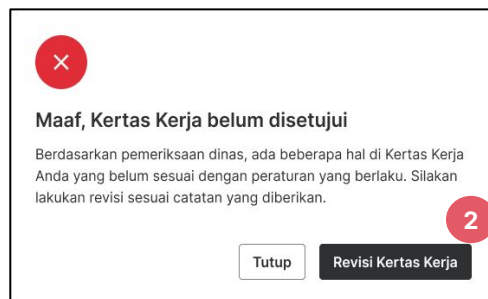 Maaf, Kertas Kerja belum disetujui
Berdasarkan pemeriksaan dinas, ada beberapa hal di Kertas Kerja
Anda yang belum sesuai dengan peraturan yang berlaku. Silakan
lakukan revisi sesuai catatan yang diberikan.
2
Tutup
Revisi Kertas Kerja